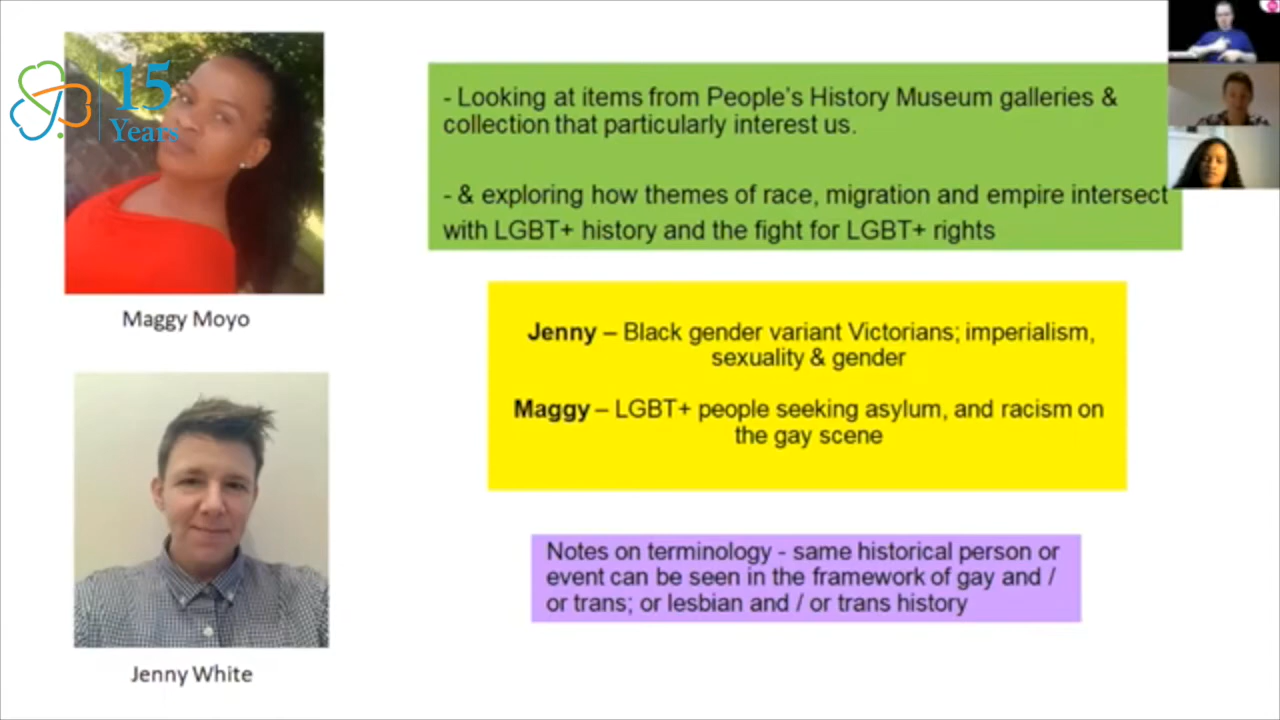 15
Years
Maggy Moyo
Jenny White
- Looking at items from People's History Museum galleries &
collection that particularly interest us.
- & exploring how themes of race, migration and empire intersect
with LGBT+ history and the fight for LGBT+ rights
Jenny – Black gender variant Victorians; imperialism,
sexuality & gender
Maggy – LGBT+ people seeking asylum, and racism on
the gay scene
Notes on terminology - same historical person or
event can be seen in the framework of gay and /
or trans; or lesbian and / or trans history